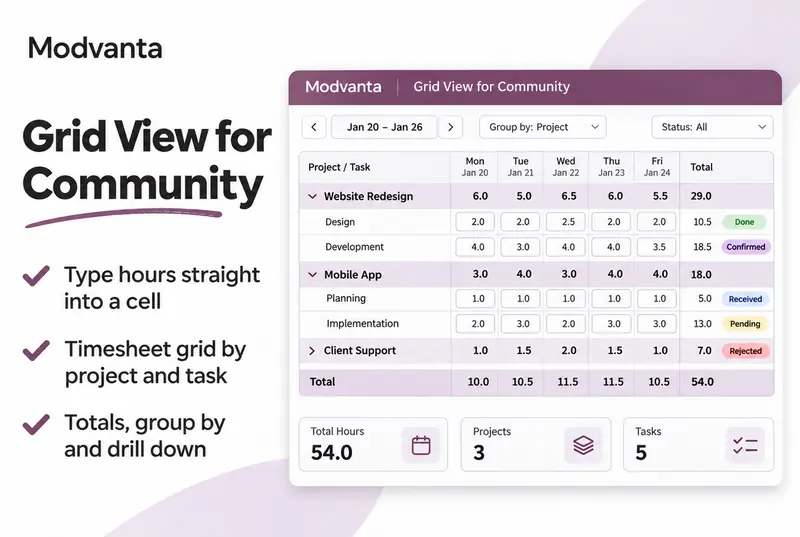 Modvanta
Grid View for
Community
Type hours straight
into a cell
Timesheet grid by
project and task
Totals, group by
and drill down
Modvanta | Grid View for Community
Jan 20 – Jan 26
Group by: Project
Status: All
Project / Task Mon Tue Wed Thu Fri Total
Jan 20 Jan 21 Jan 22 Jan 23 Jan 24
Website Redesign 6.0 5.0 6.5 6.0 5.5 29.0
Design 2.0 2.0 2.5 2.0 2.0 10.5 Done
Development 4.0 3.0 4.0 4.0 3.5 18.5 Confirmed
Mobile App 3.0 4.0 3.0 4.0 4.0 18.0
Planning 1.0 1.0 1.0 1.0 1.0 5.0 Received
Implementation 2.0 3.0 2.0 3.0 3.0 13.0 Pending
Client Support 1.0 1.5 2.0 1.5 1.0 7.0 Rejected
Total 10.0 10.5 11.5 11.5 10.5 54.0
Total Hours
54.0
Projects
3
Tasks
5